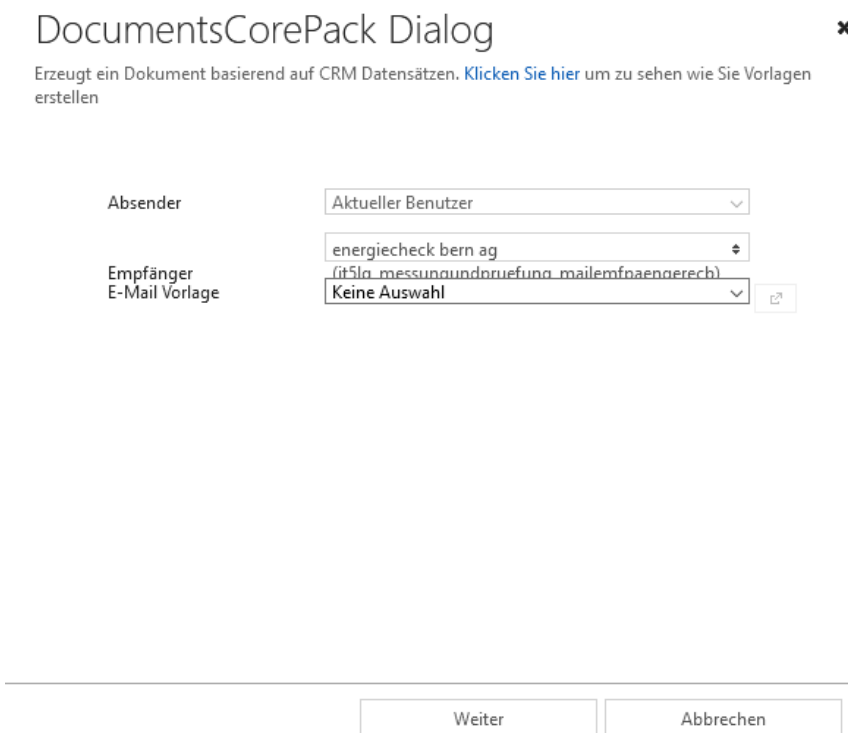 DocumentsCorePack Dialog
Erzeugt ein Dokument basierend auf CRM Datensätzen. Klicken Sie hier um zu sehen wie Sie Vorlagen
erstellen
Absender Aktueller Benutzer
energiecheck bern ag
Empfänger (it5lg_messungundpruefung_mailemfpaengerech)
E-Mail Vorlage Keine Auswahl
Weiter Abbrechen